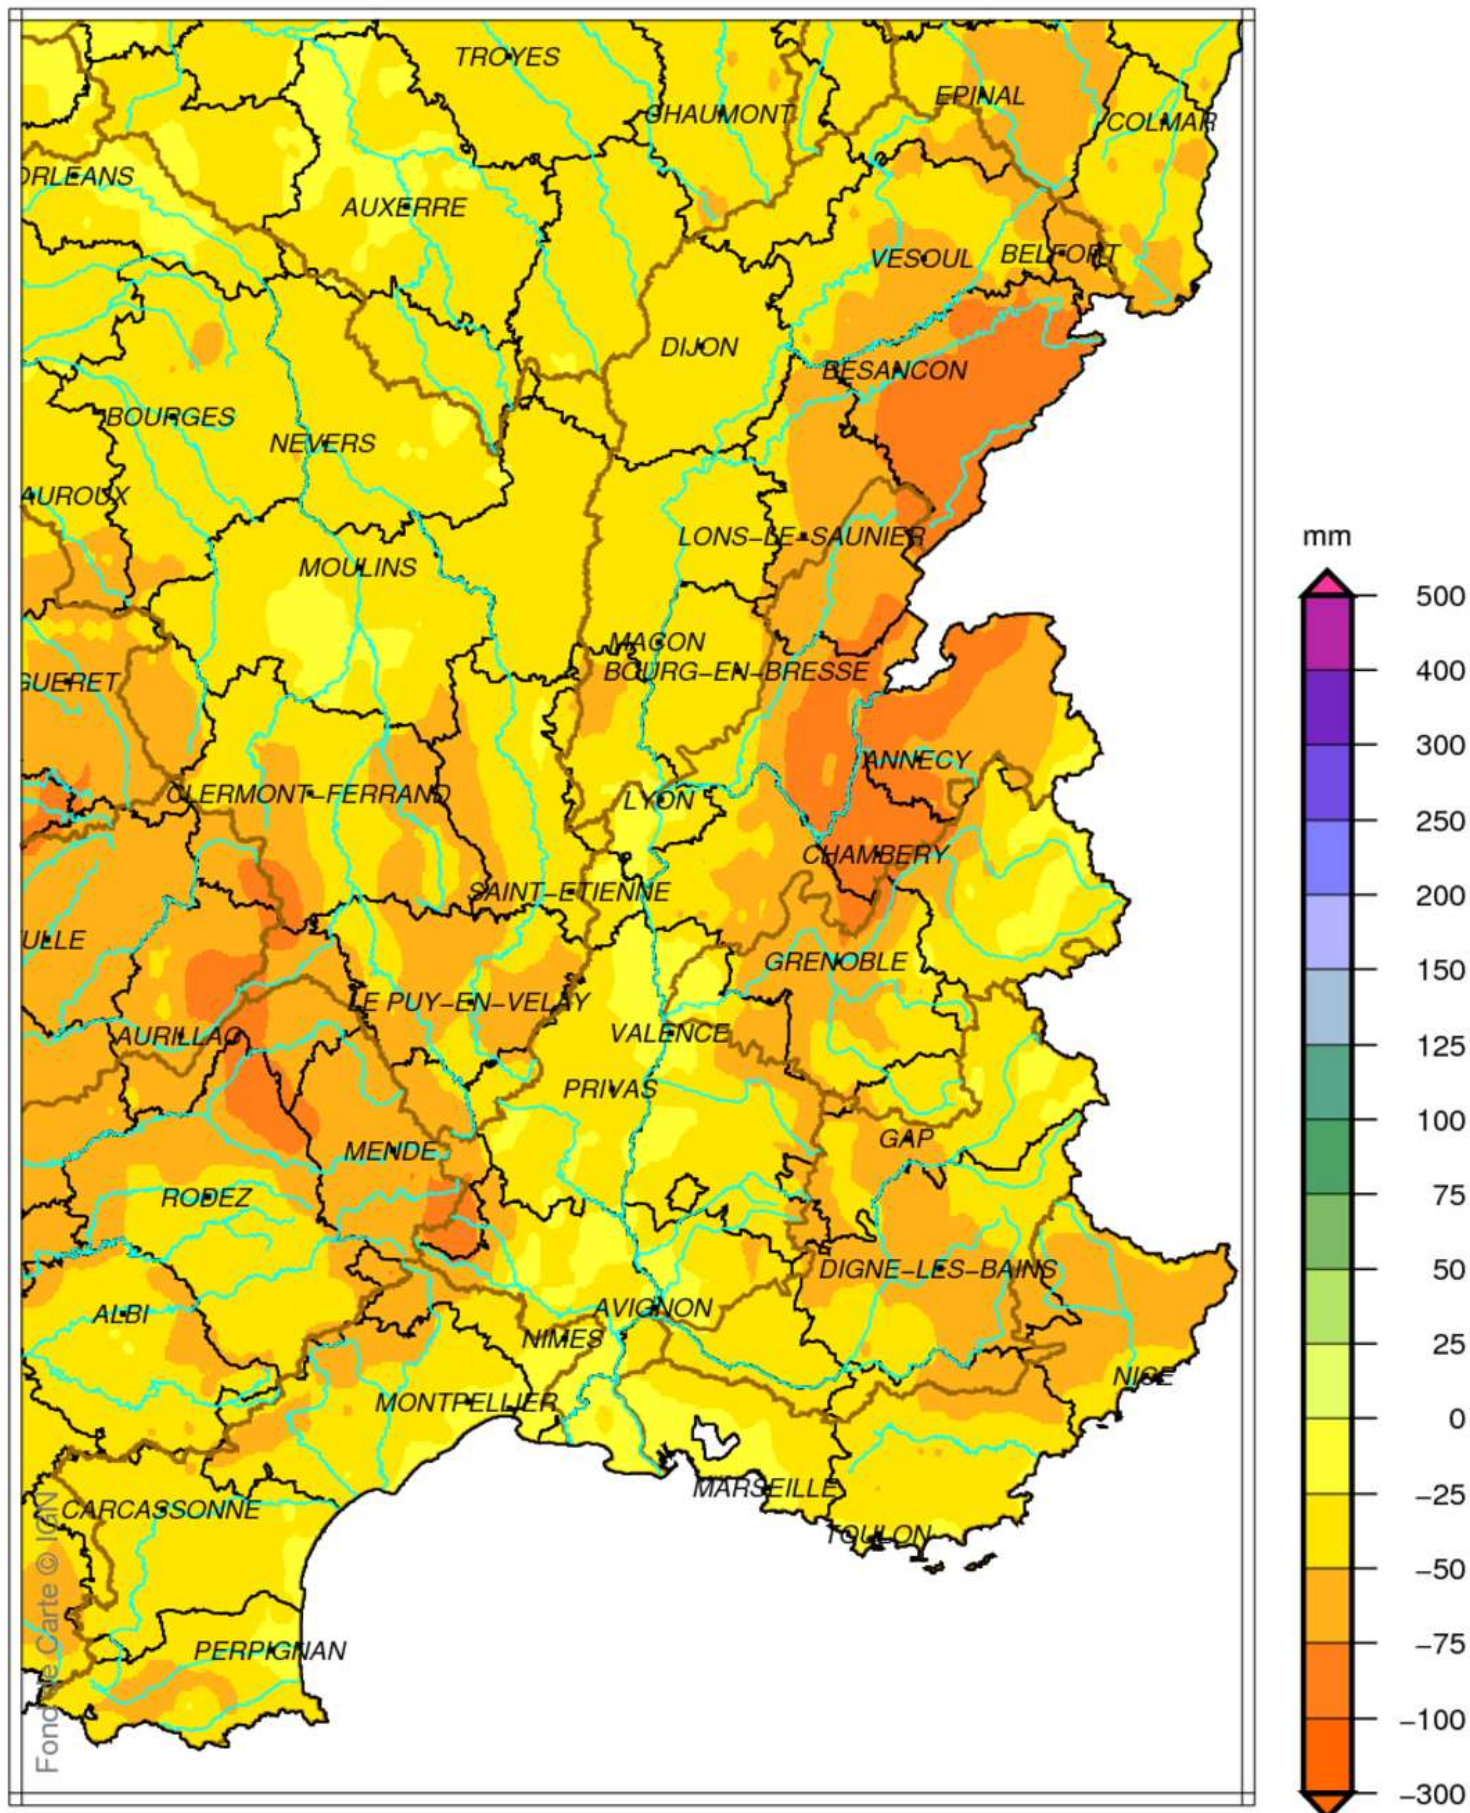 TROYES
EPINAL
CHAUMONT
COLMAR
ORLEANS
AUXERRE
VESOUL
BELFORT
DIJON
BESANCON
BOURGES
NEVERS
AUROUX
LONS-LE-SAUNIER
MOULINS
MACON
BOURG-EN-BRESSE
GUERET
ANNECY
CLERMONT-FERRAND
LYON
CHAMBERY
SAINT-ETIENNE
ULLE
GRENOBLE
LE PUY-EN-VELAY
VALENCE
AURILLAC
PRIVAS
GAP
MENDE
RODEZ
DIGNE-LES-BAINS
AVIGNON
ALBI
NIMES
NICE
MONTPELLIER
MARSEILLE
CARCASSONNE
TOULON
PERPIGNAN
Fond de Carte © IGN
mm
500
400
300
250
200
150
125
100
75
50
25
0
-25
-50
-75
-100
-300